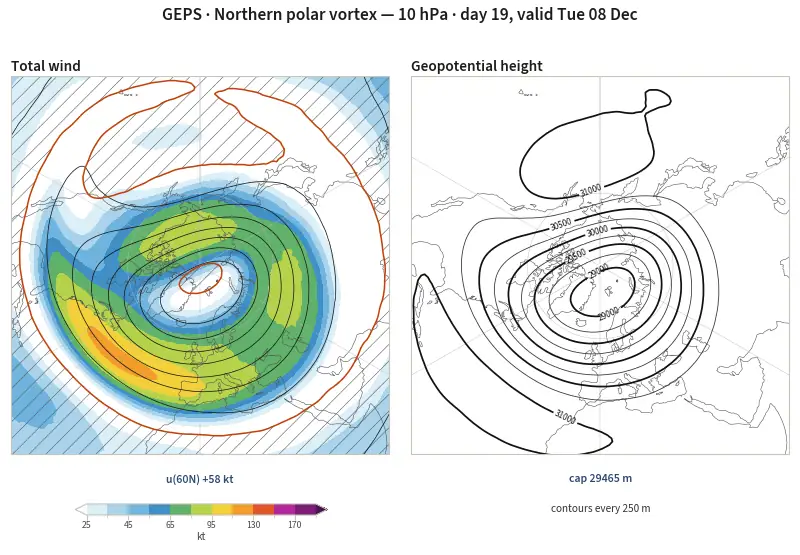 GEPS · Northern polar vortex — 10 hPa · day 19, valid Tue 08 Dec
Total wind
Geopotential height
31000
30500
30000
29500
29000
29000
31000
u(60N) +58 kt
cap 29465 m
contours every 250 m
25 45 65 95 130 170
kt